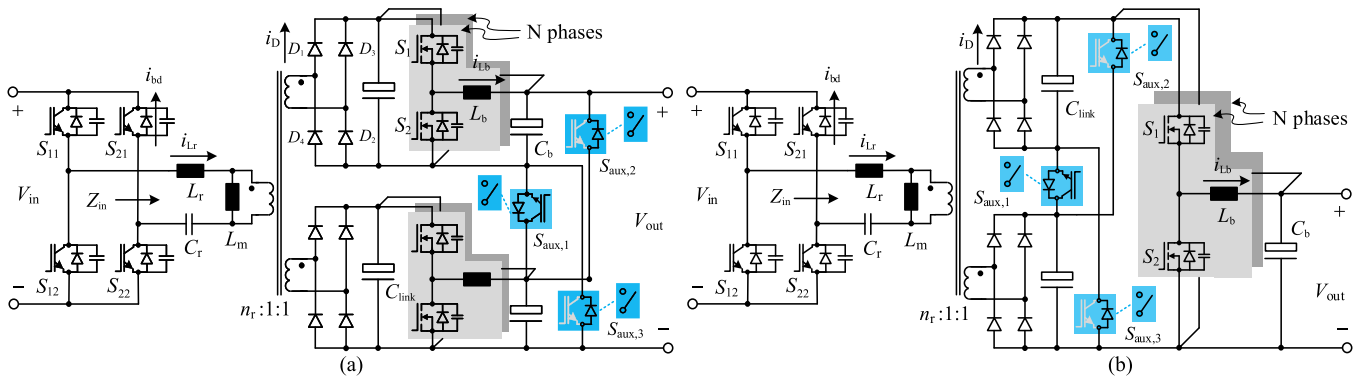 i_D
D_1
D_3
D_4
D_2
S_1
S_2
N phases
i_Lb
L_b
C_b
S_aux,2
S_aux,1
S_aux,3
+
−
V_out
i_bd
+
S_11
S_21
i_Lr
L_r
V_in
Z_in
C_r
L_m
S_12
S_22
−
C_link
n_r:1:1
(a)
i_D
S_aux,2
C_link
N phases
S_1
i_Lb
L_b
S_2
C_b
+
−
V_out
i_bd
+
S_11
S_21
i_Lr
L_r
S_aux,1
V_in
Z_in
C_r
L_m
S_12
S_22
−
n_r:1:1
S_aux,3
(b)